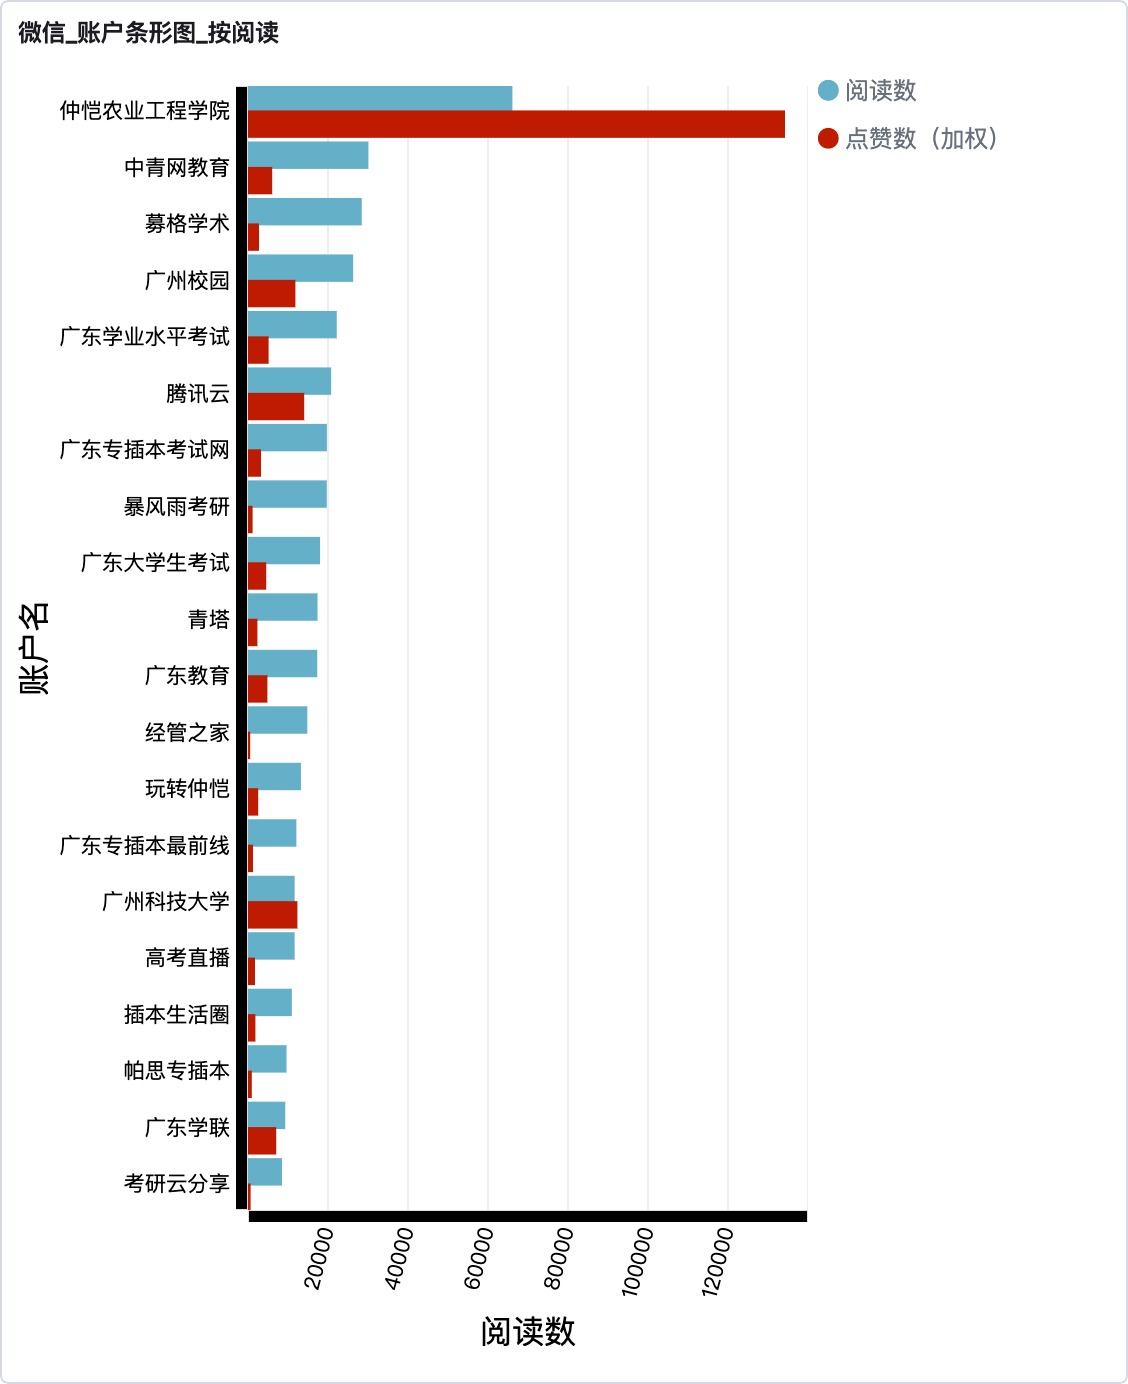 微信_账户条形图_按阅读
阅读数
点赞数（加权）
仲恺农业工程学院
中青网教育
募格学术
广州校园
广东学业水平考试
腾讯云
广东专插本考试网
暴风雨考研
广东大学生考试
青塔
广东教育
经管之家
玩转仲恺
广东专插本最前线
广州科技大学
高考直播
插本生活圈
帕思专插本
广东学联
考研云分享
账户名
20000
40000
60000
80000
100000
120000
阅读数